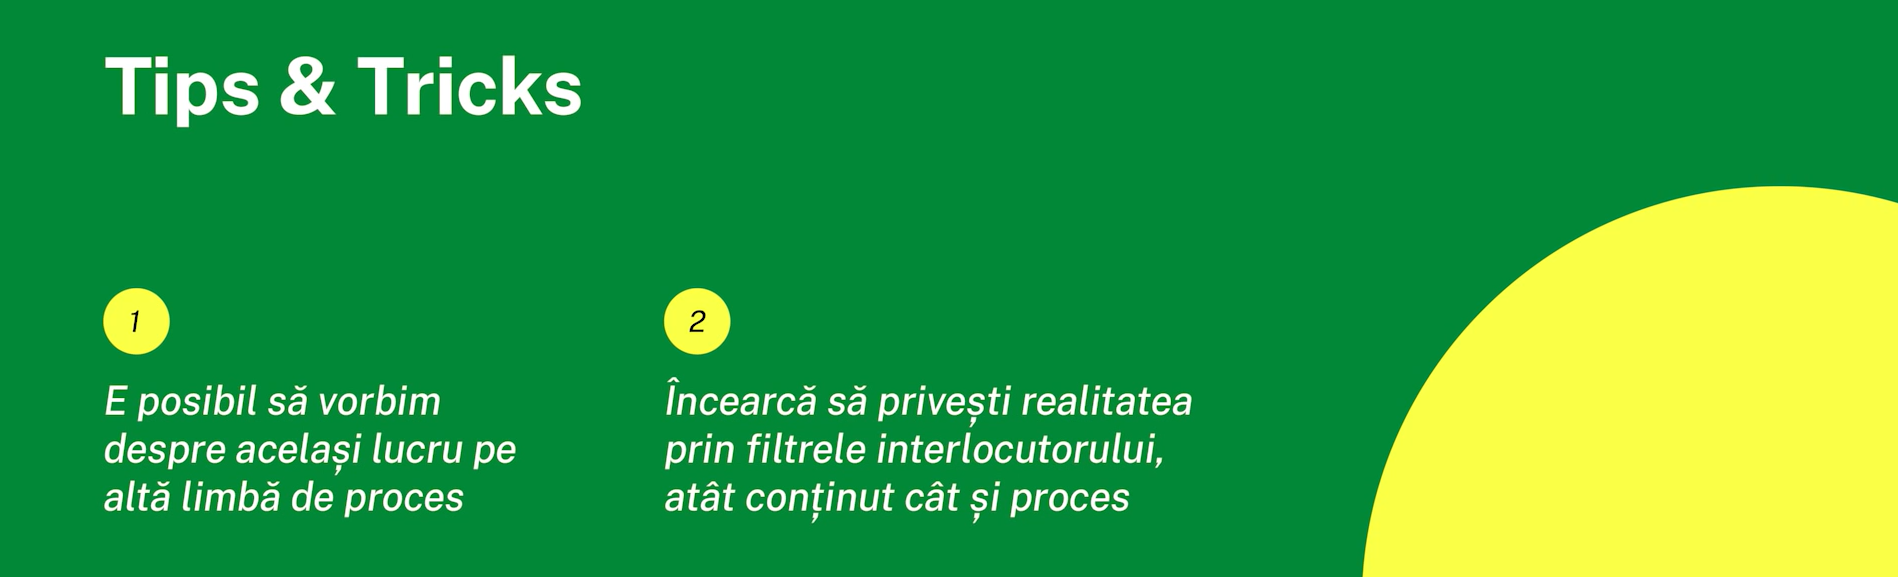 Tips & Tricks
1
E posibil să vorbim
despre același lucru pe
altă limbă de proces
2
Încearcă să privești realitatea
prin filtrele interlocutorului,
atât conținut cât și proces